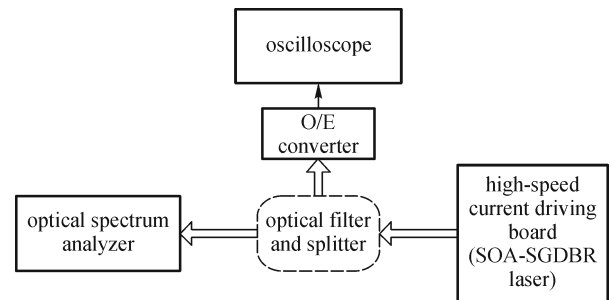 oscilloscope
O/E
converter
optical spectrum
analyzer
optical filter
and splitter
high-speed
current driving
board
(SOA-SGDBR
laser)